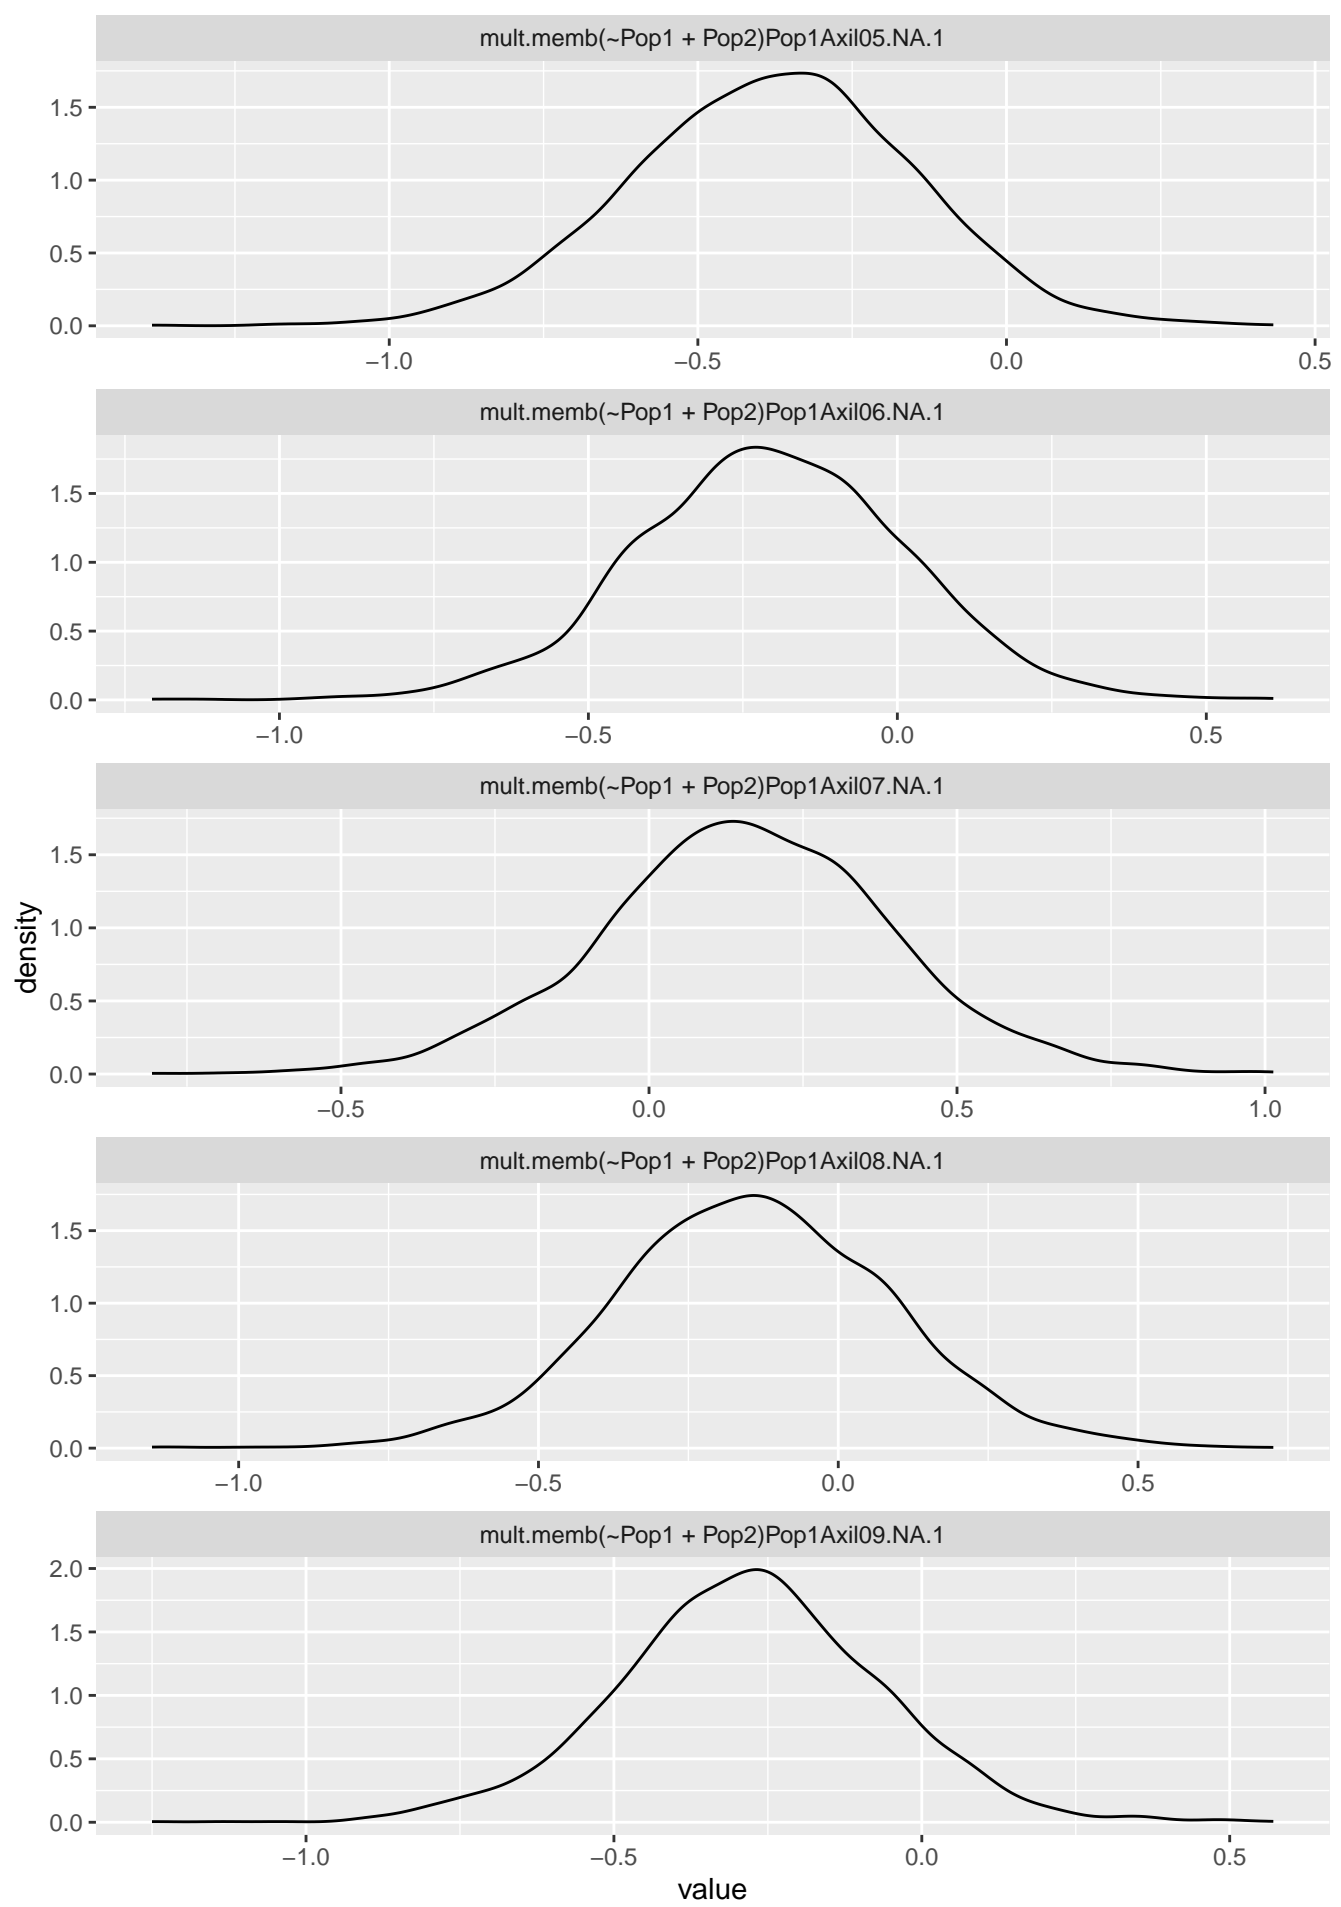 mult.memb(~Pop1 + Pop2)Pop1Axil05.NA.1
1.5
1.0
0.5
0.0
−1.0 −0.5 0.0 0.5
mult.memb(~Pop1 + Pop2)Pop1Axil06.NA.1
1.5
1.0
0.5
0.0
−1.0 −0.5 0.0 0.5
mult.memb(~Pop1 + Pop2)Pop1Axil07.NA.1
1.5
1.0
0.5
0.0
−0.5 0.0 0.5 1.0
density
mult.memb(~Pop1 + Pop2)Pop1Axil08.NA.1
1.5
1.0
0.5
0.0
−1.0 −0.5 0.0 0.5
mult.memb(~Pop1 + Pop2)Pop1Axil09.NA.1
2.0
1.5
1.0
0.5
0.0
−1.0 −0.5 0.0 0.5
value